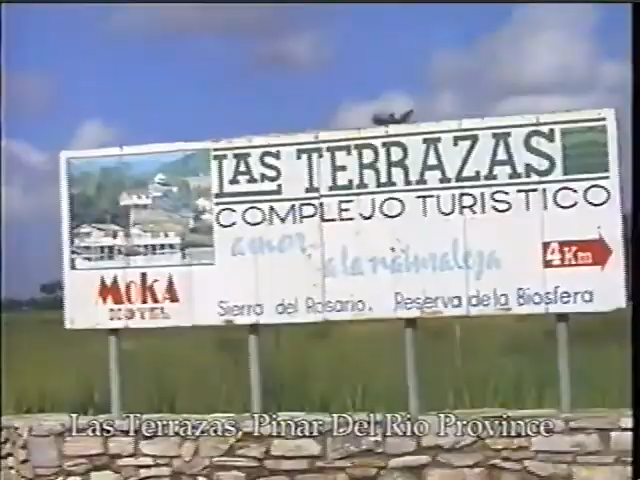 LAS TERRAZAS
COMPLEJO TURISTICO
amor
a la naturaleza
4Km
MOKA
HOTEL
Sierra del Rosario. Reserva de la Biosfera
Las Terrazas, Pinar Del Rio Province